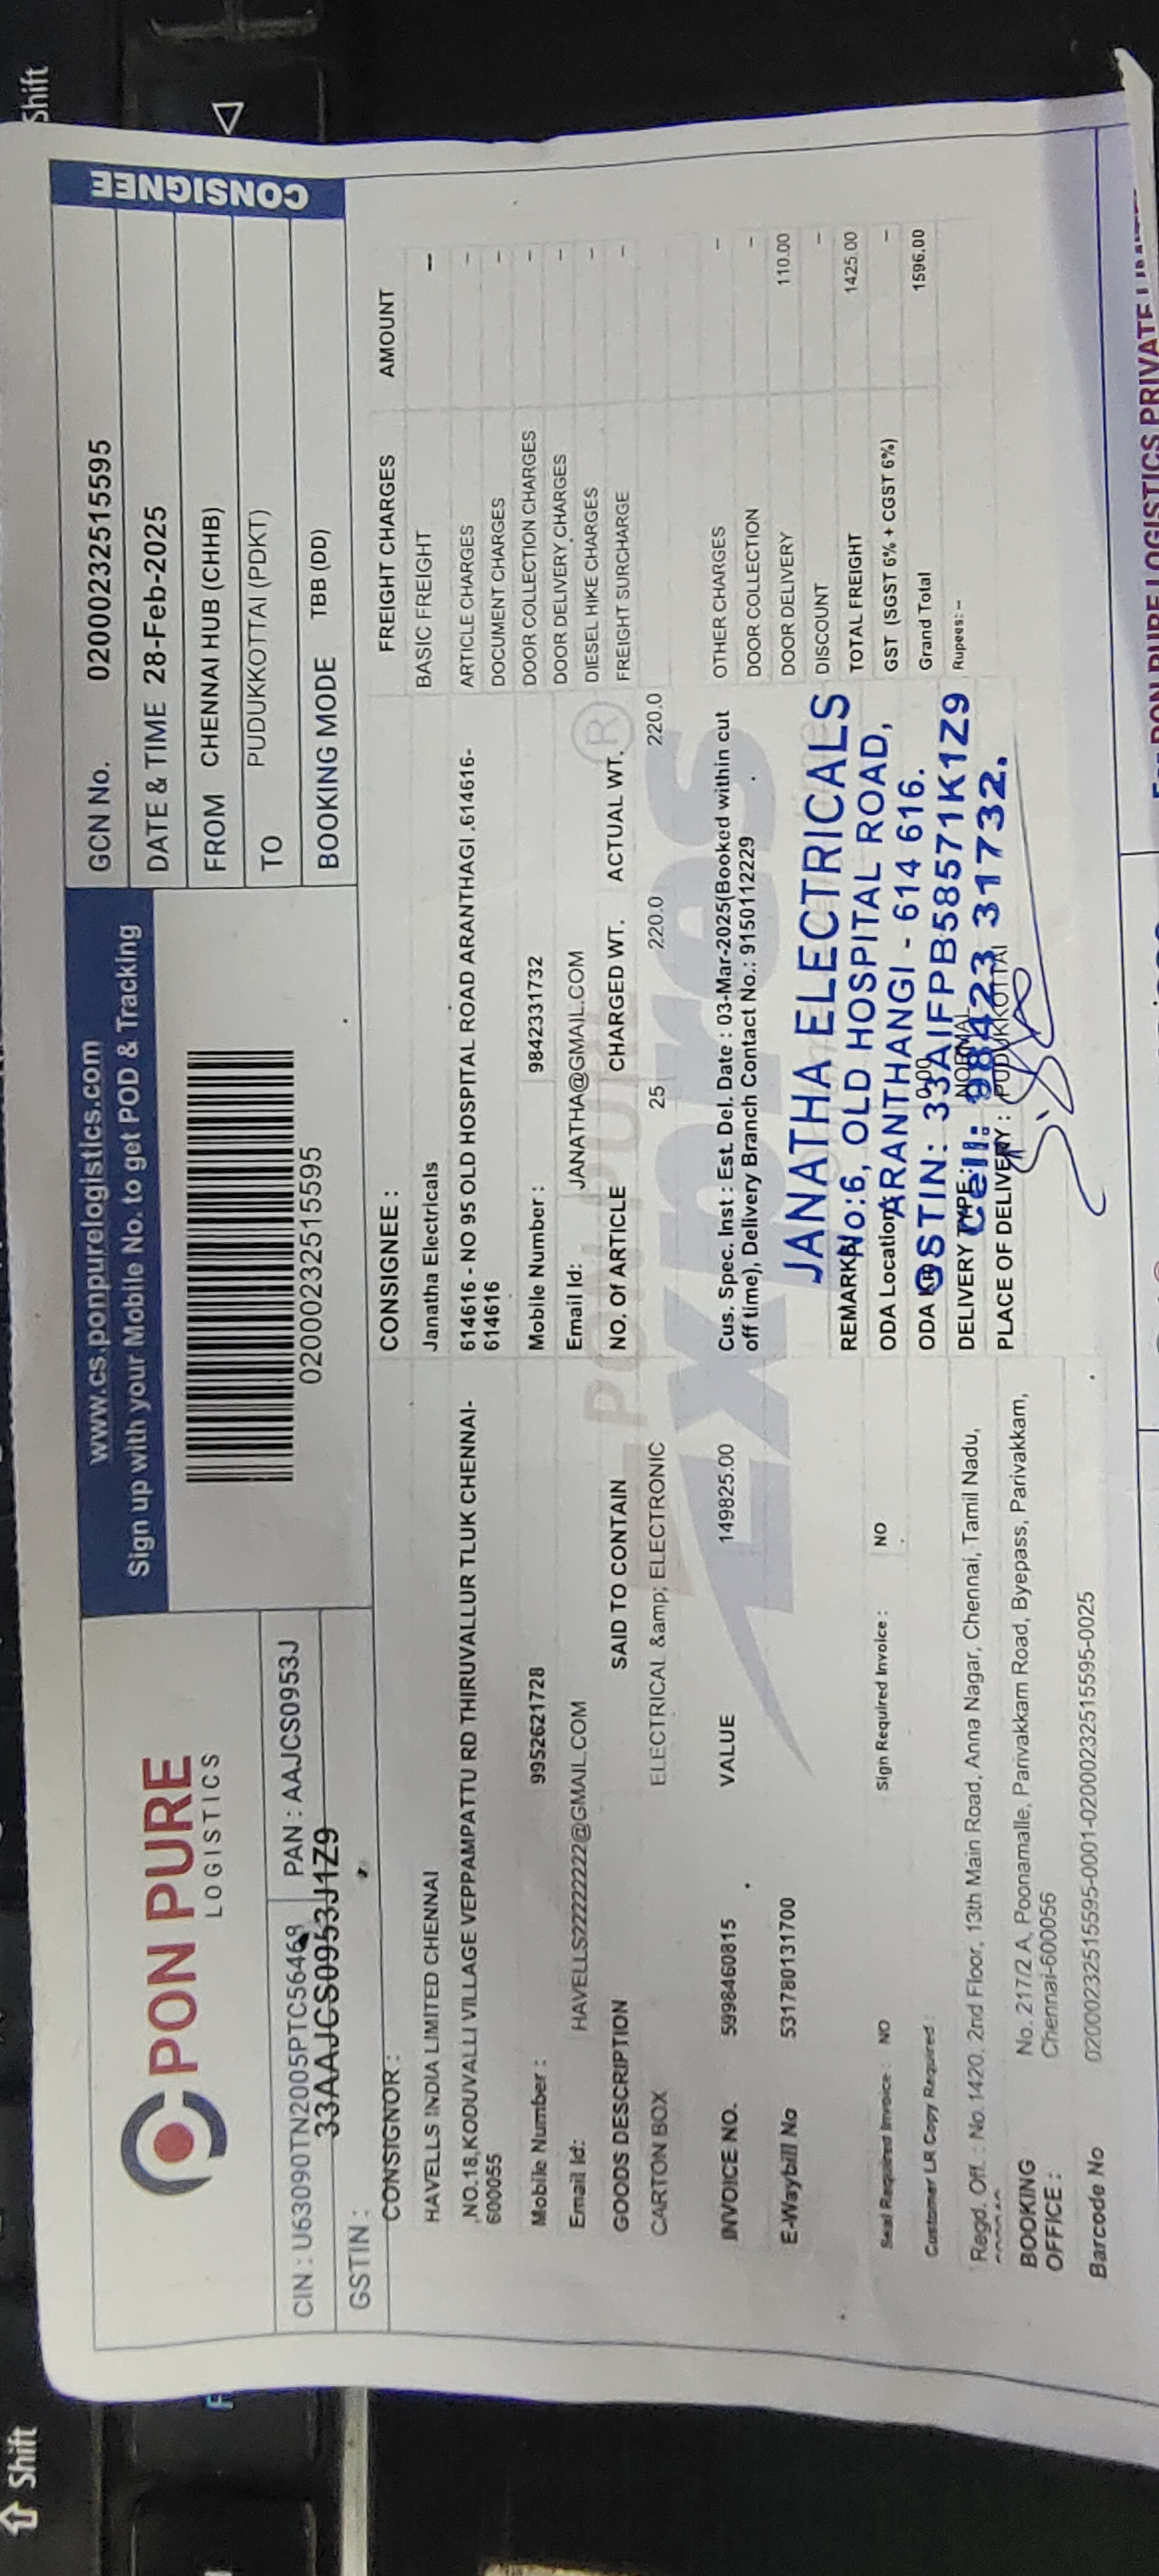 PON PURE
LOGISTICS
www.cs.ponpurelogistics.com
Sign up with your Mobile No. to get POD & Tracking
02000232515595
CONSIGNEE
GCN No. 02000232515595
DATE & TIME 28-Feb-2025
FROM CHENNAI HUB (CHHB)
TO PUDUKKOTTAI (PDKT)
BOOKING MODE TBB (DD)
PAN : AAJCS0953J
GSTIN : 33AAJCS0953J1Z9
CONSIGNOR :
HAVELLS INDIA LIMITED CHENNAI
,NO.18,KODUVALLI VILLAGE VEPPAMPATTU RD THIRUVALLUR TLUK CHENNAI-
600055
Mobile Number : 9952621728
Email Id: HAVELLS22222222@GMAIL.COM
GOODS DESCRIPTION SAID TO CONTAIN
CARTON BOX ELECTRICAL &amp; ELECTRONIC
INVOICE NO. 5998460815 VALUE 149825.00
E-Waybill No 531780131700
Seal Required Invoice : NO Sign Required Invoice : NO
Customer LR Copy Required :
CONSIGNEE :
Janatha Electricals
614616 - NO 95 OLD HOSPITAL ROAD ARANTHAGI .614616-
614616
Mobile Number : 9842331732
Email Id: JANATHA@GMAIL.COM
NO. Of ARTICLE CHARGED WT. ACTUAL WT.
25 220.0 220.0
Cus. Spec. Inst : Est. Del. Date : 03-Mar-2025(Booked within cut
off time), Delivery Branch Contact No.: 9150112229
REMARKS
ODA Location
ODA
DELIVERY TYPE : NORMAL
PLACE OF DELIVERY : PUDUKKOTTAI
0.00
JANATHA ELECTRICALS
No:6, OLD HOSPITAL ROAD,
ARANTHANGI - 614 616.
GSTIN: 33AIFPB58571K1Z9
Cell: 98423 31732.
PON PURE
Expres
FREIGHT CHARGES AMOUNT
BASIC FREIGHT --
ARTICLE CHARGES --
DOCUMENT CHARGES --
DOOR COLLECTION CHARGES --
DOOR DELIVERY CHARGES --
DIESEL HIKE CHARGES --
FREIGHT SURCHARGE --
OTHER CHARGES --
DOOR COLLECTION --
DOOR DELIVERY 110.00
DISCOUNT --
TOTAL FREIGHT 1425.00
GST (SGST 6% + CGST 6%) --
Grand Total 1596.00
Rupees: --
Regd. Off. : No.1420, 2nd Floor, 13th Main Road, Anna Nagar, Chennai, Tamil Nadu,
BOOKING OFFICE : No. 217/2 A, Poonamalle, Parivakkam Road, Byepass, Parivakkam,
Chennai-600056
Barcode No 02000232515595-0001-02000232515595-0025
For PON PURE LOGISTICS PRIVATE
Shift
Shift